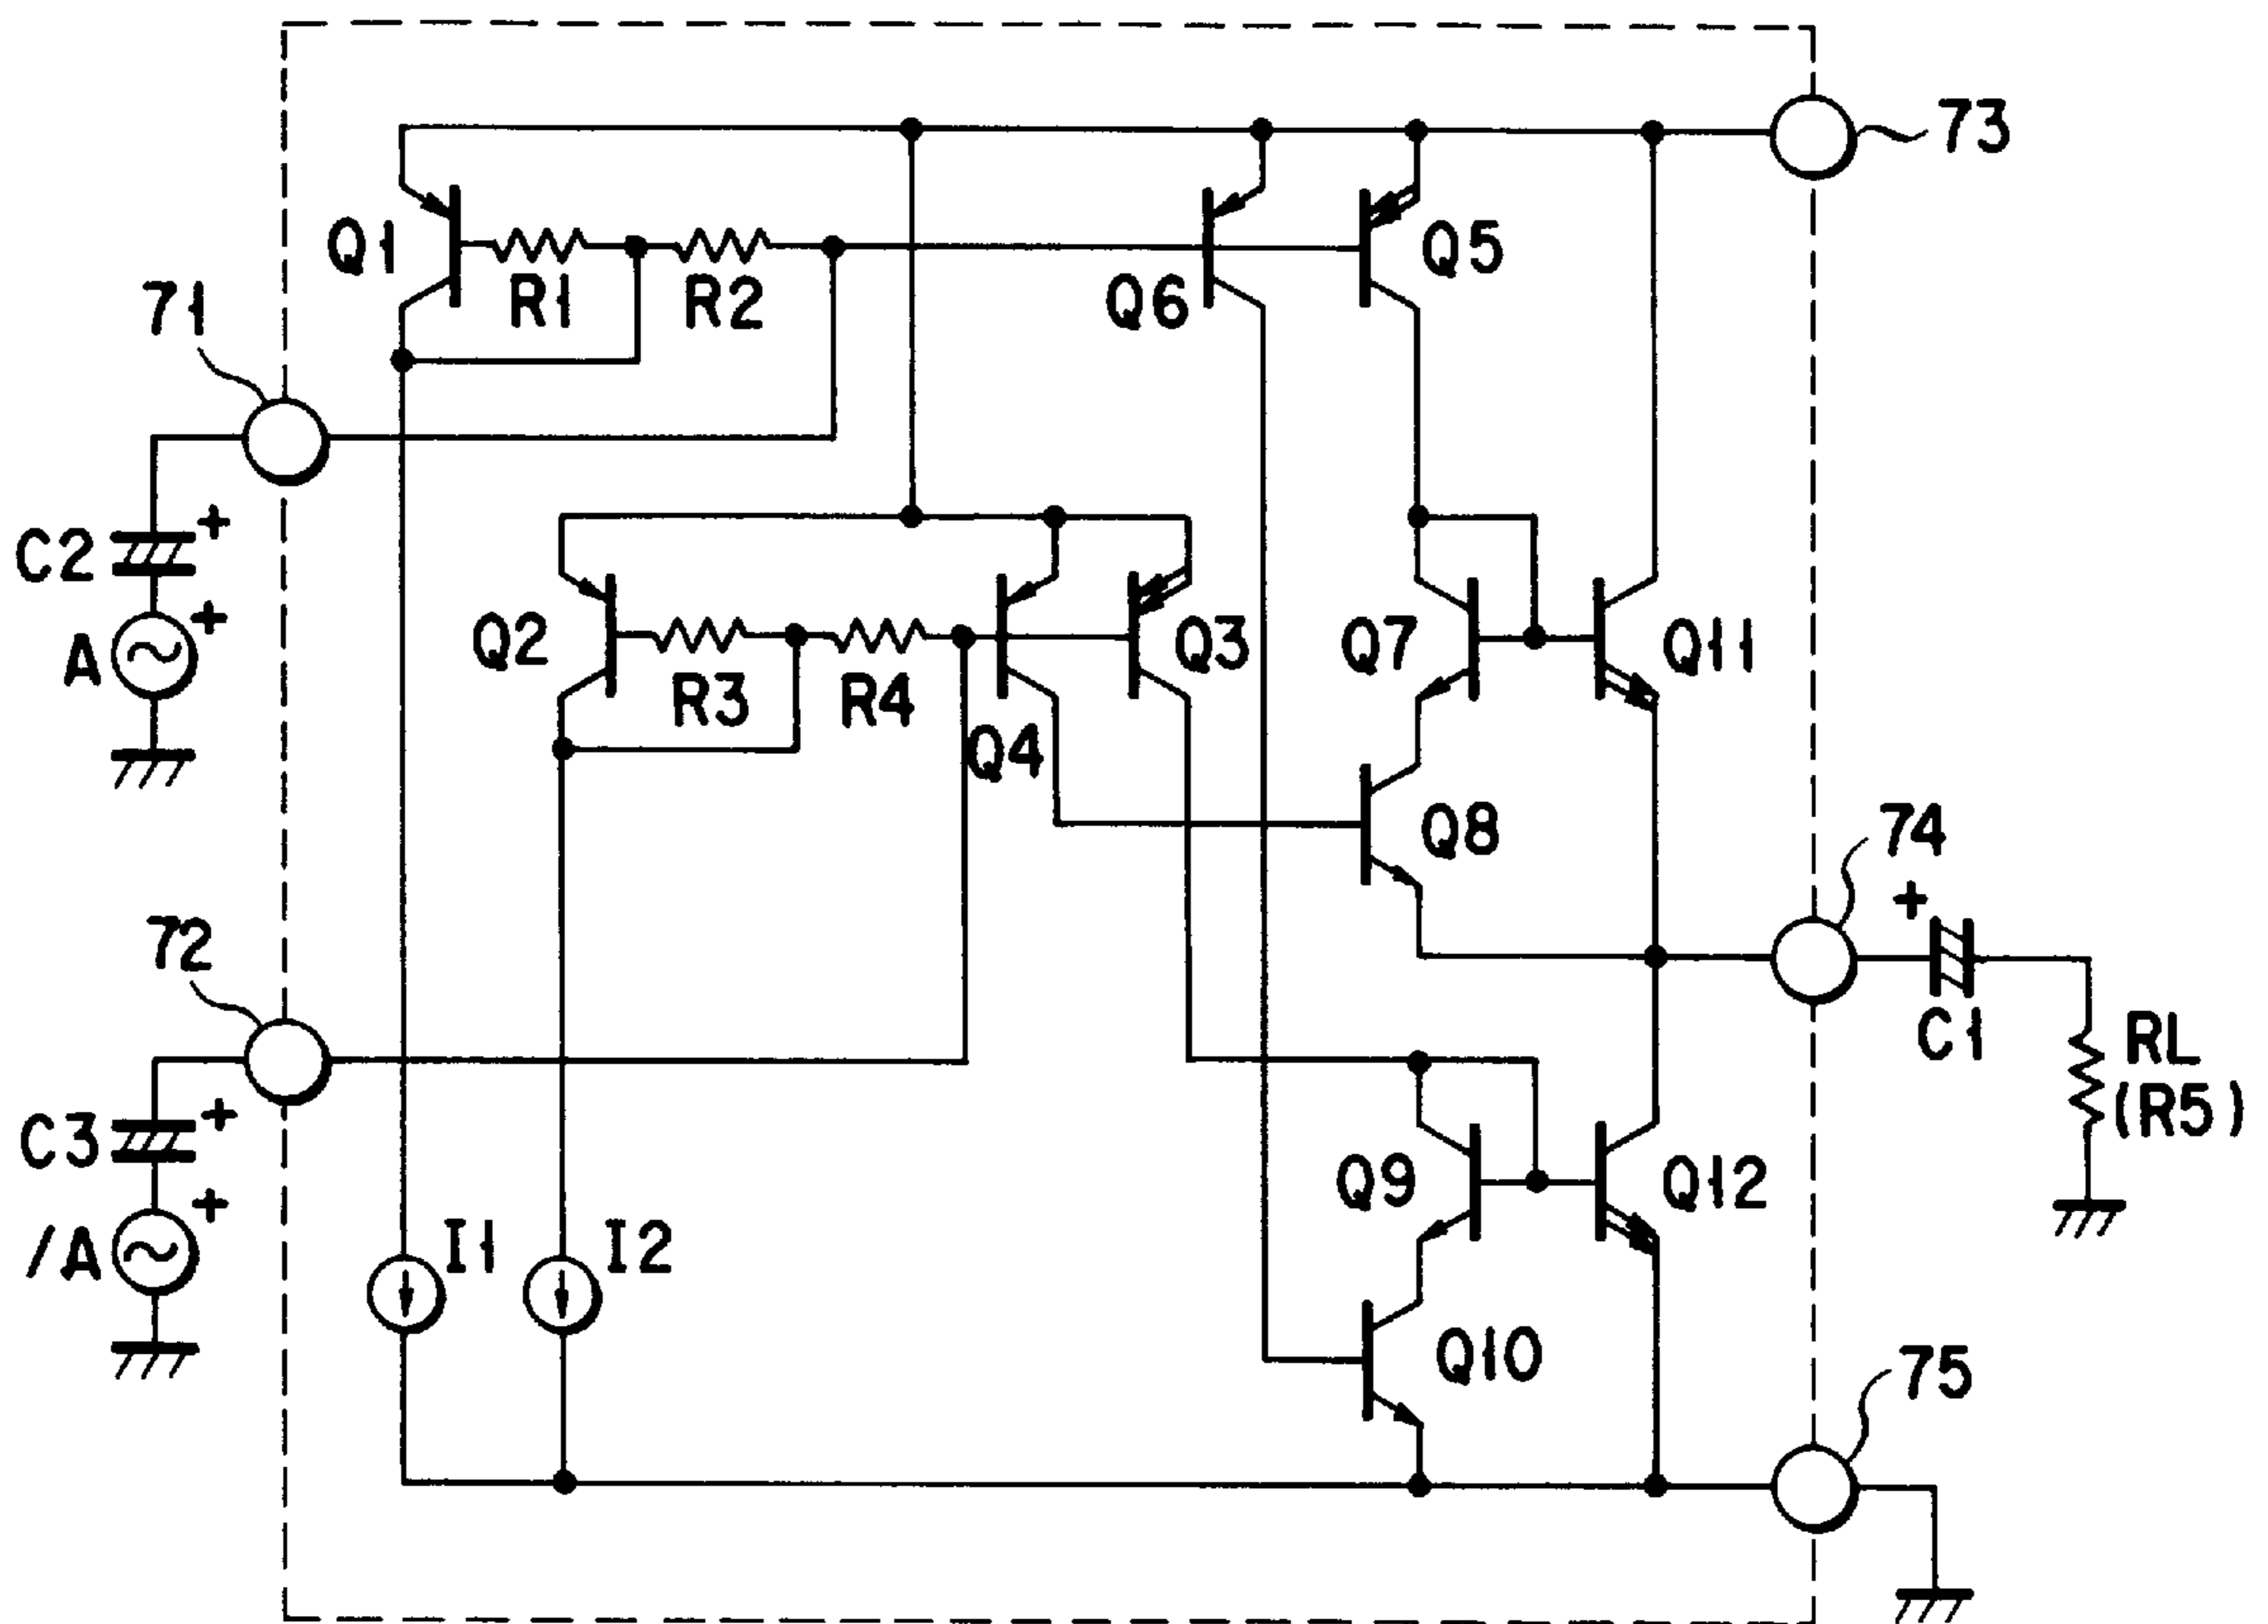 73
Q1
R1
R2
Q6
Q5
71
C2
+
A
+
Q2
R3
R4
Q4
Q3
Q7
Q11
Q8
74
+
C1
RL
(R5)
72
C3
+
/A
+
I1
I2
Q9
Q12
Q10
75